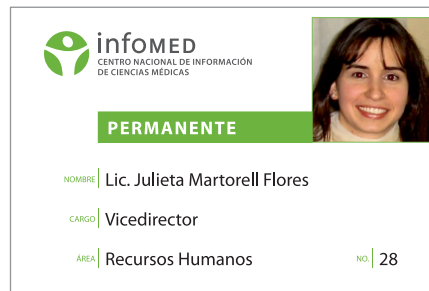 infoMED
CENTRO NACIONAL DE INFORMACIÓN
DE CIENCIAS MÉDICAS
PERMANENTE
NOMBRE Lic. Julieta Martorell Flores
CARGO Vicedirector
ÁREA Recursos Humanos NO. 28